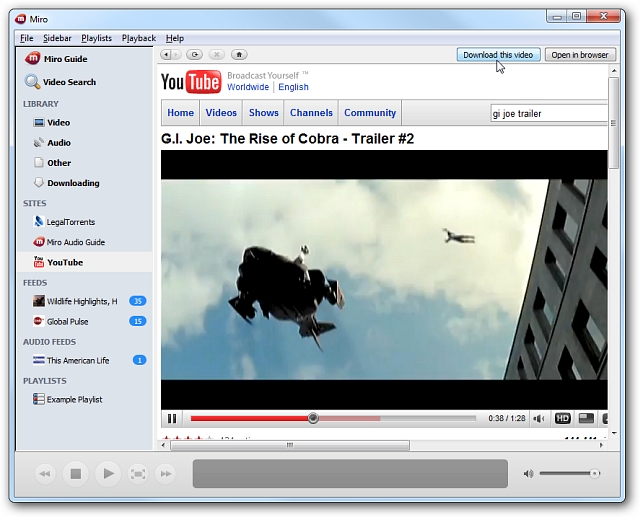 Miro
File Sidebar Playlists Playback Help
Miro Guide
Video Search
LIBRARY
Video
Audio
Other
Downloading
SITES
LegalTorrents
Miro Audio Guide
YouTube
FEEDS
Wildlife Highlights, H 35
Global Pulse 15
AUDIO FEEDS
This American Life 1
PLAYLISTS
Example Playlist
Download this video Open in browser
YouTube Broadcast Yourself ™
Worldwide | English
Home Videos Shows Channels Community gi joe trailer
G.I. Joe: The Rise of Cobra - Trailer #2
0:38 / 1:28 HD